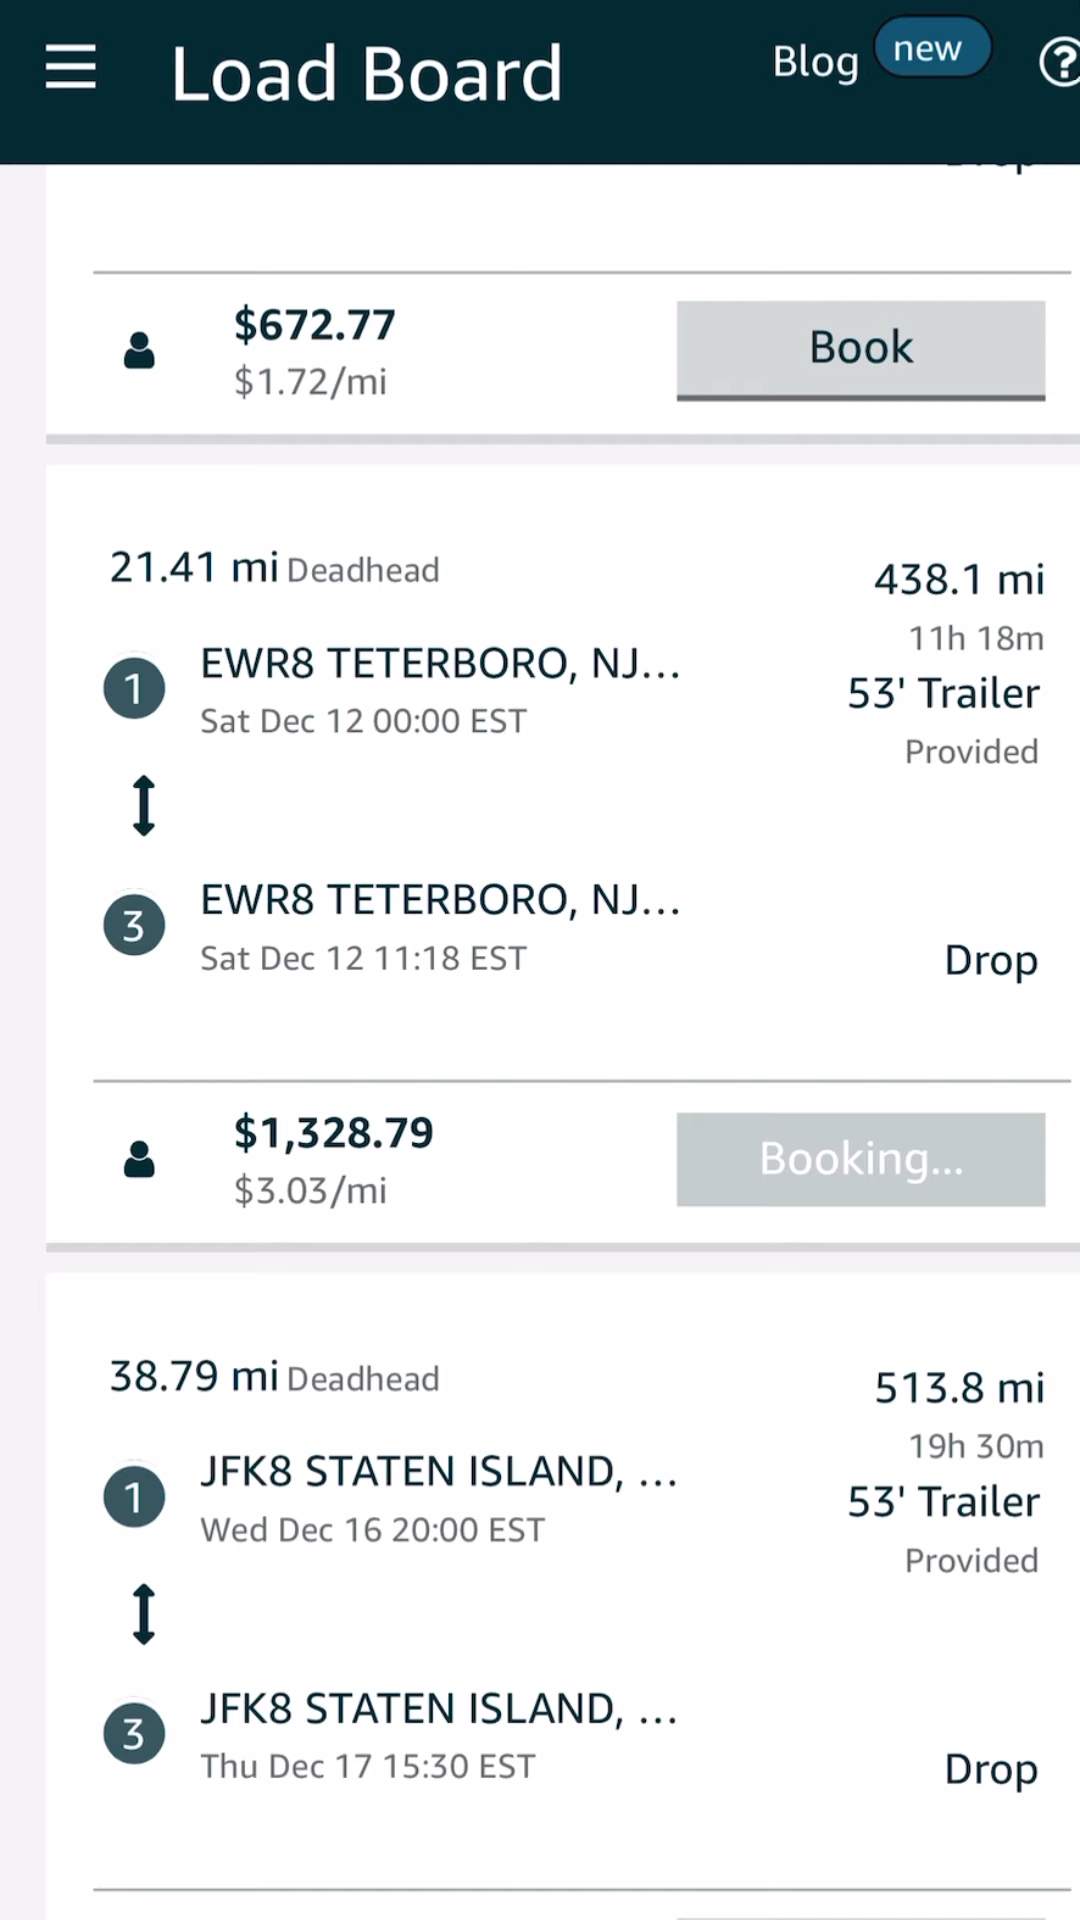 Load Board
Blog
new
?
Drop
$672.77
$1.72/mi
Book
21.41 mi Deadhead
438.1 mi
11h 18m
1
EWR8 TETERBORO, NJ...
53' Trailer
Sat Dec 12 00:00 EST
Provided
3
EWR8 TETERBORO, NJ...
Sat Dec 12 11:18 EST
Drop
$1,328.79
$3.03/mi
Booking...
38.79 mi Deadhead
513.8 mi
19h 30m
1
JFK8 STATEN ISLAND, ...
53' Trailer
Wed Dec 16 20:00 EST
Provided
3
JFK8 STATEN ISLAND, ...
Thu Dec 17 15:30 EST
Drop